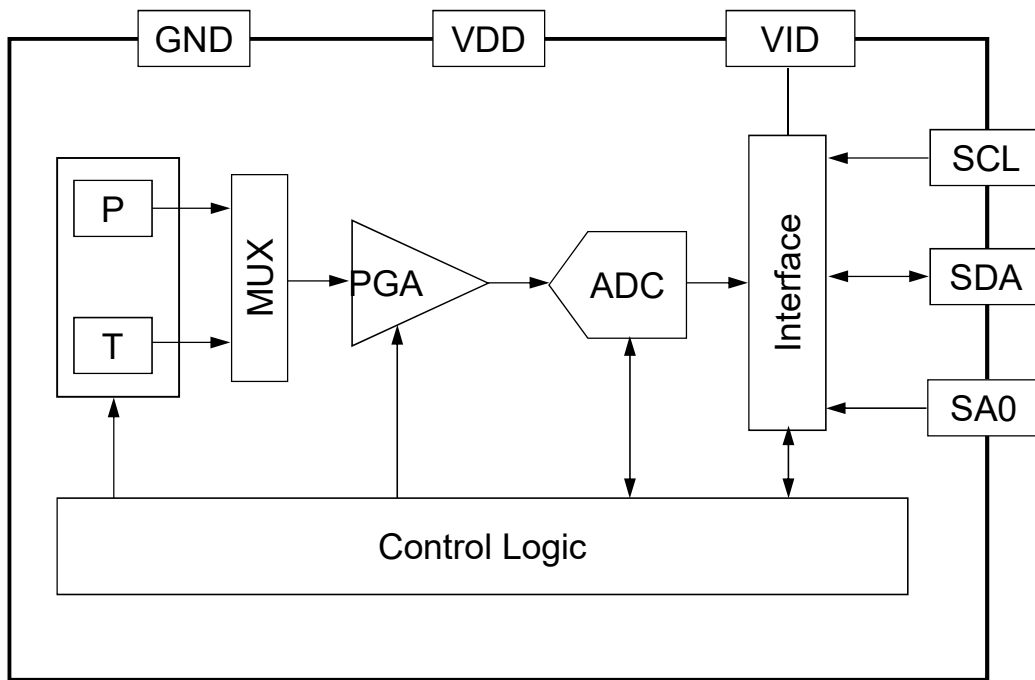 GND
VDD
VID
SCL
P
MUX
PGA
ADC
Interface
SDA
T
SA0
Control Logic